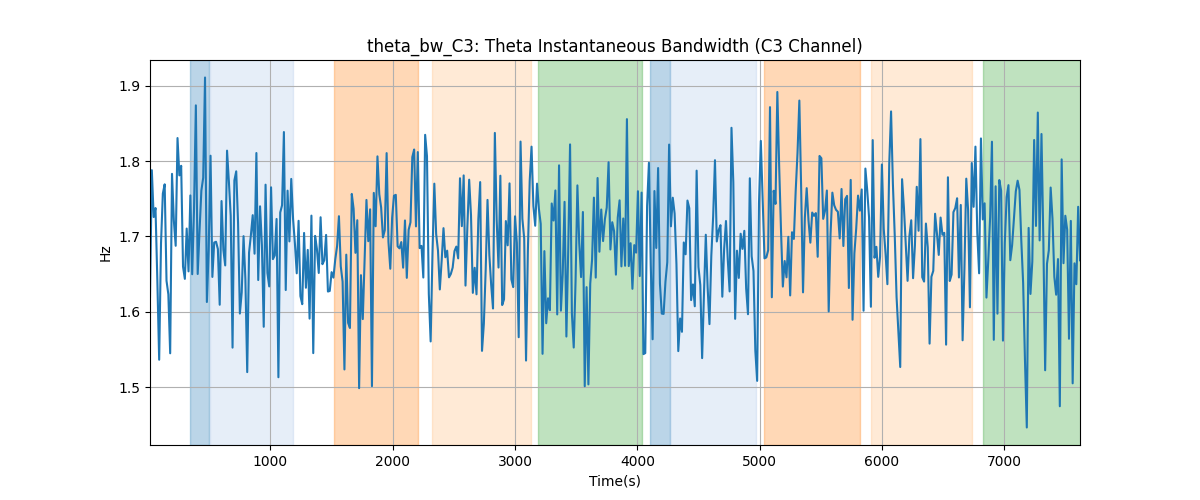 theta_bw_C3: Theta Instantaneous Bandwidth (C3 Channel)
1.9
1.8
1.7
1.6
1.5
Hz
1000 2000 3000 4000 5000 6000 7000
Time(s)